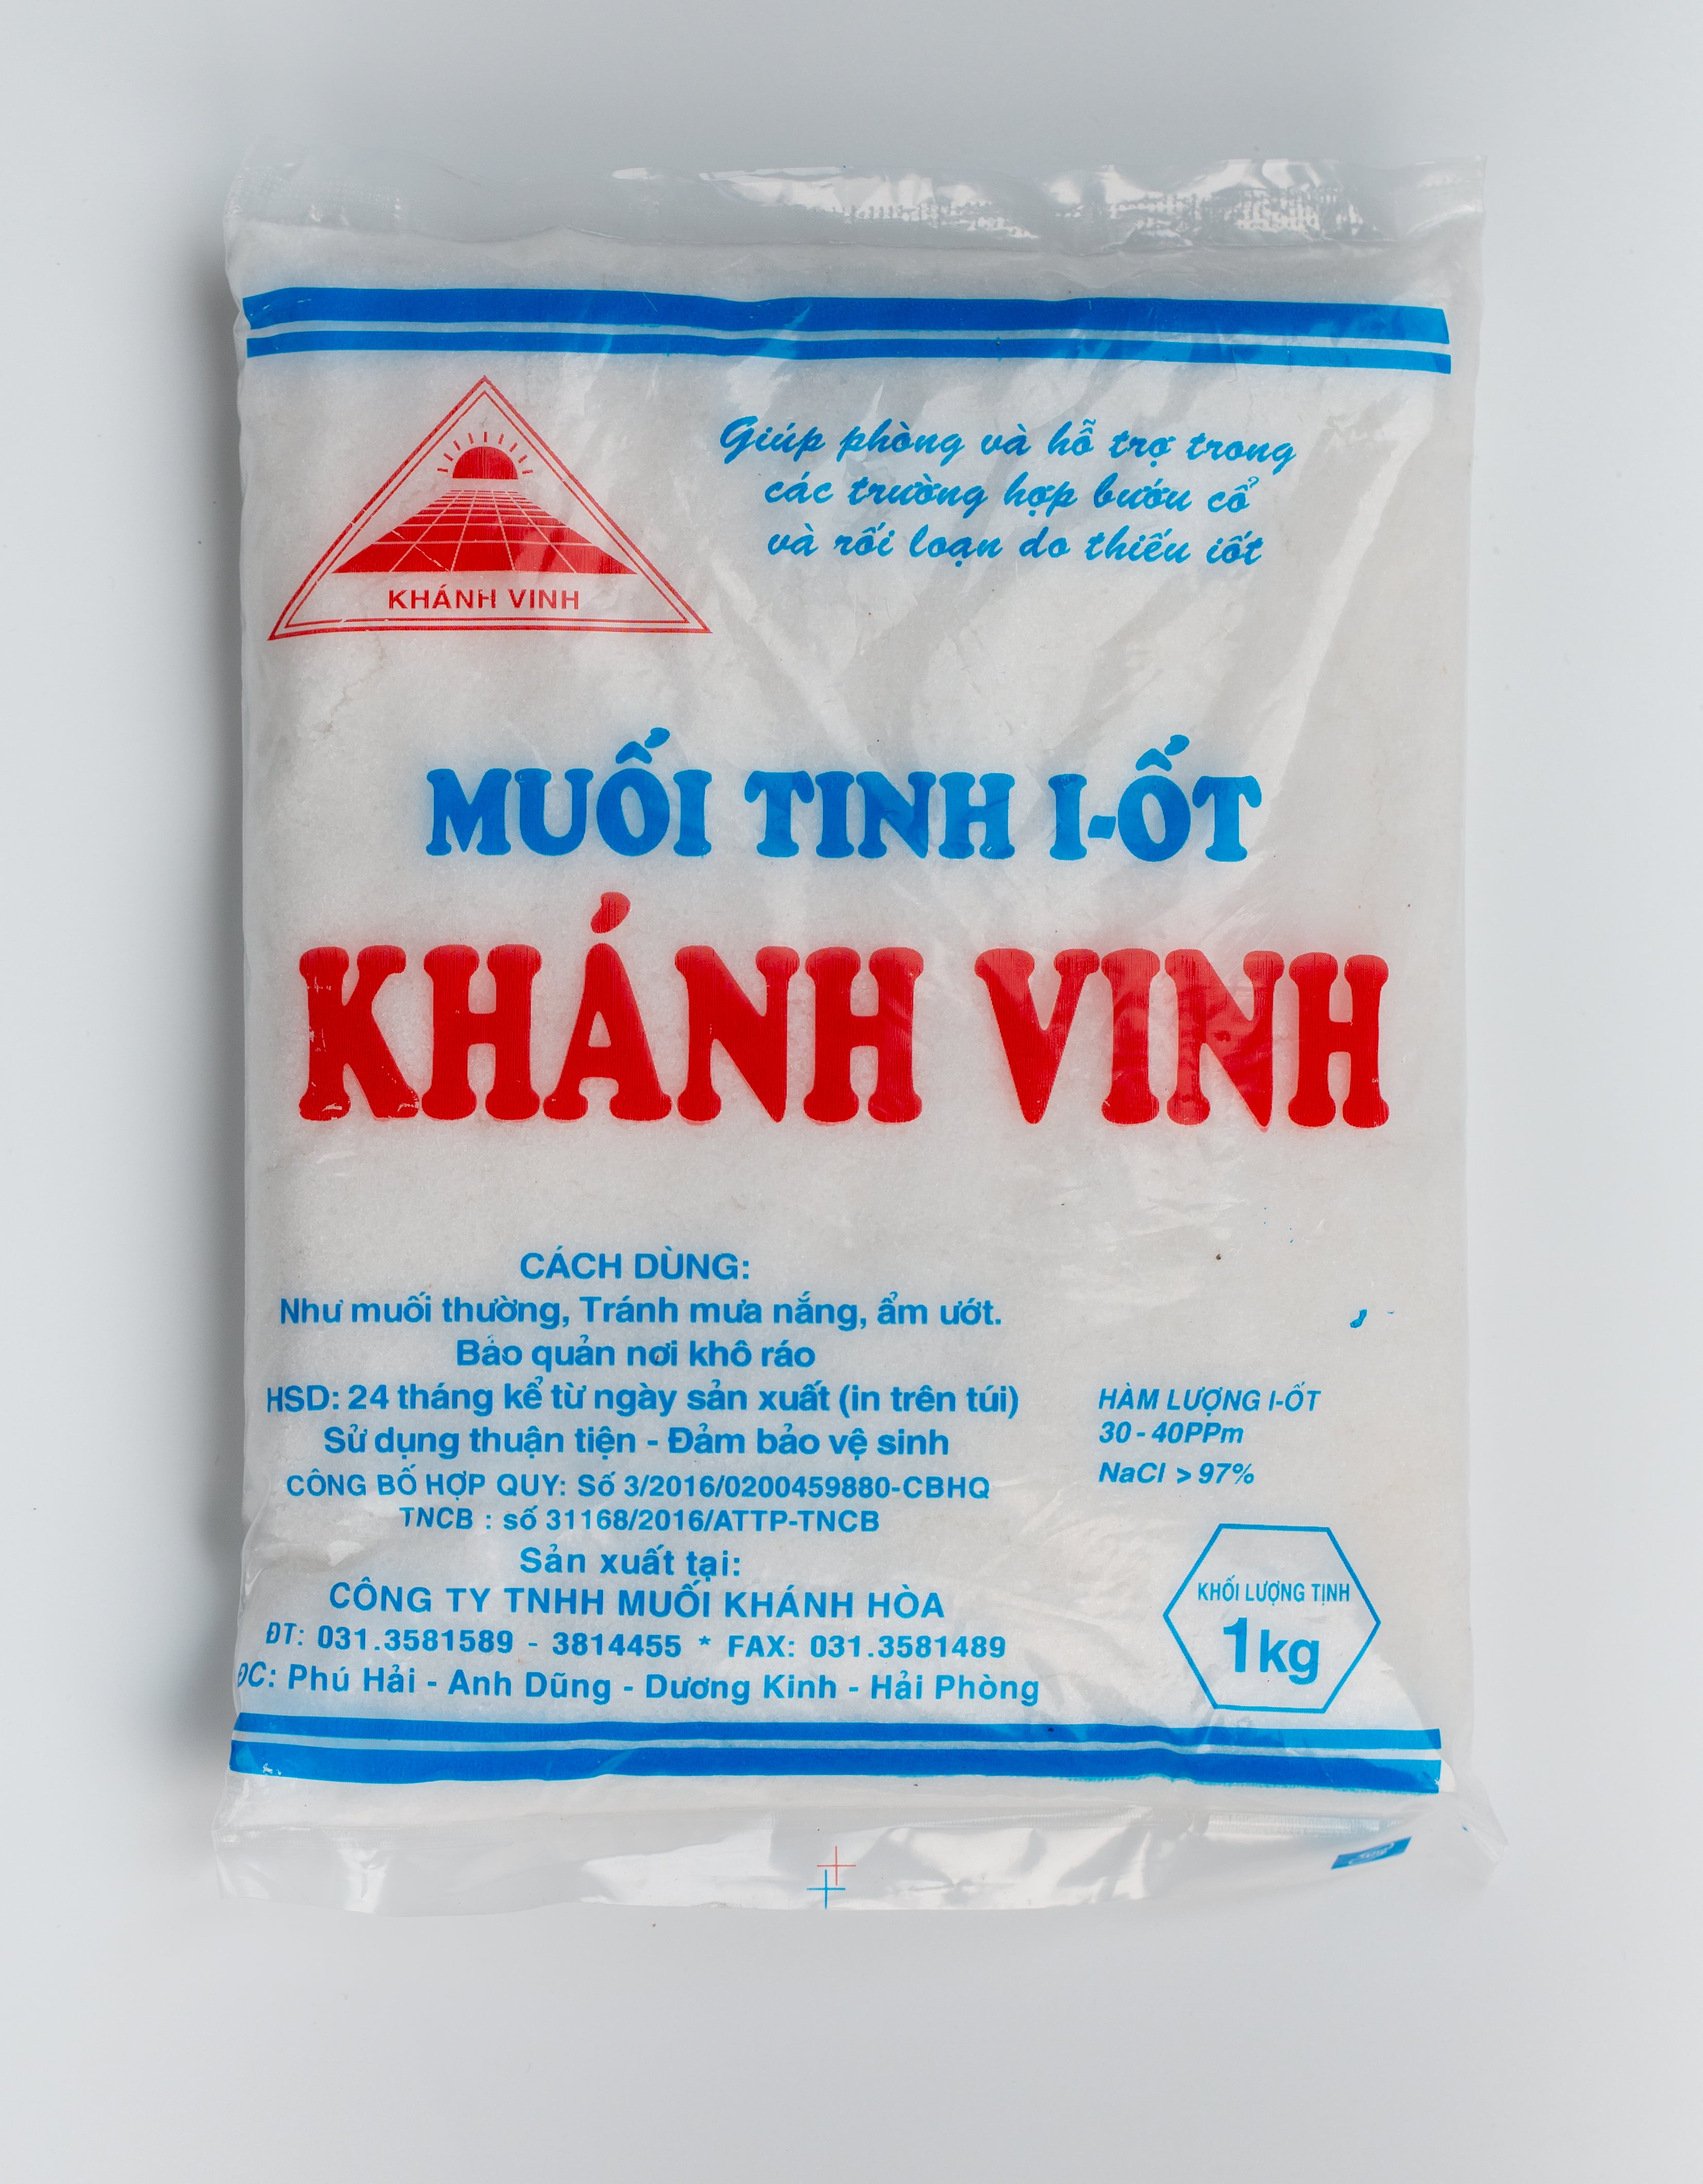 KHÁNH VINH
Giúp phòng và hỗ trợ trong
các trường hợp bướu cổ
và rối loạn do thiếu iốt
MUỐI TINH I-ỐT
KHÁNH VINH
CÁCH DÙNG:
Như muối thường, Tránh mưa nắng, ẩm ướt.
Bảo quản nơi khô ráo
HSD: 24 tháng kể từ ngày sản xuất (in trên túi)
Sử dụng thuận tiện - Đảm bảo vệ sinh
CÔNG BỐ HỢP QUY: Số 3/2016/0200459880-CBHQ
TNCB : số 31168/2016/ATTP-TNCB
Sản xuất tại:
CÔNG TY TNHH MUỐI KHÁNH HÒA
ĐT: 031.3581589 - 3814455 * FAX: 031.3581489
ĐC: Phú Hải - Anh Dũng - Dương Kinh - Hải Phòng
HÀM LƯỢNG I-ỐT
30 - 40PPm
NaCl > 97%
KHỐI LƯỢNG TỊNH
1kg